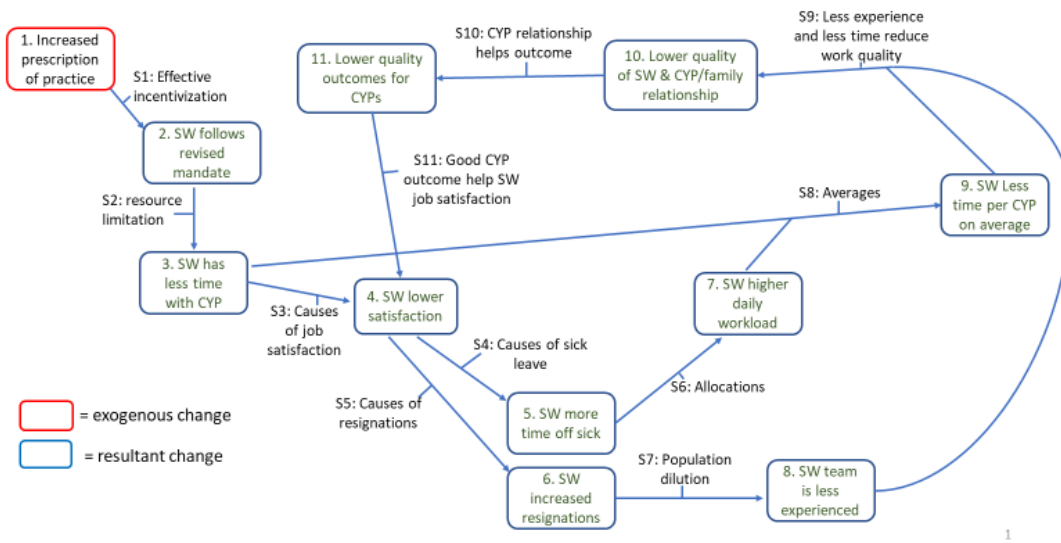 1. Increased
prescription
of practice
S1: Effective
incentivization
2. SW follows
revised
mandate
S2: resource
limitation
3. SW has
less time
with CYP
S3: Causes
of job
satisfaction
11. Lower quality
outcomes for
CYPs
S10: CYP relationship
helps outcome
10. Lower quality
of SW & CYP/family
relationship
S9: Less experience
and less time reduce
work quality
S11: Good CYP
outcome help SW
job satisfaction
S8: Averages
9. SW Less
time per CYP
on average
4. SW lower
satisfaction
7. SW higher
daily
workload
S4: Causes of sick
leave
S5: Causes of
resignations
S6: Allocations
5. SW more
time off sick
S7: Population
dilution
6. SW
increased
resignations
8. SW team
is less
experienced
= exogenous change
= resultant change
1